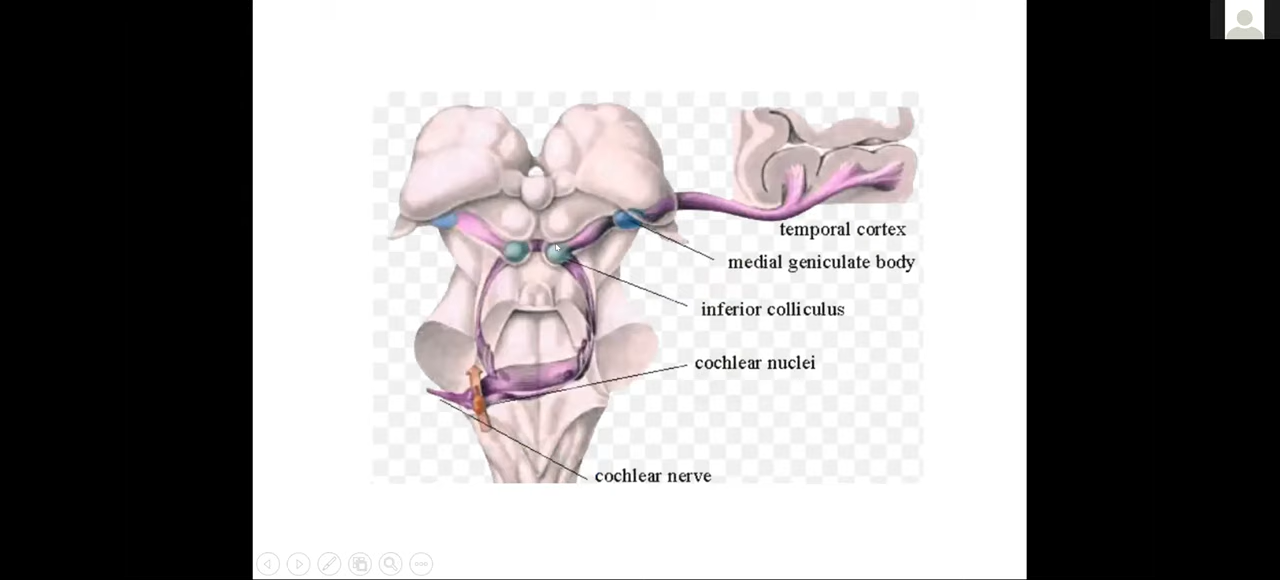 temporal cortex
medial geniculate body
inferior colliculus
cochlear nuclei
cochlear nerve